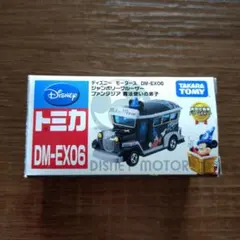 Disney
ディズニー モータース DM-EX06
ジャンボリークルーザー
ファンタジア 魔法使いの弟子
TAKARA TOMY
トミカ
DM-EX06
DISNEY MOTORS